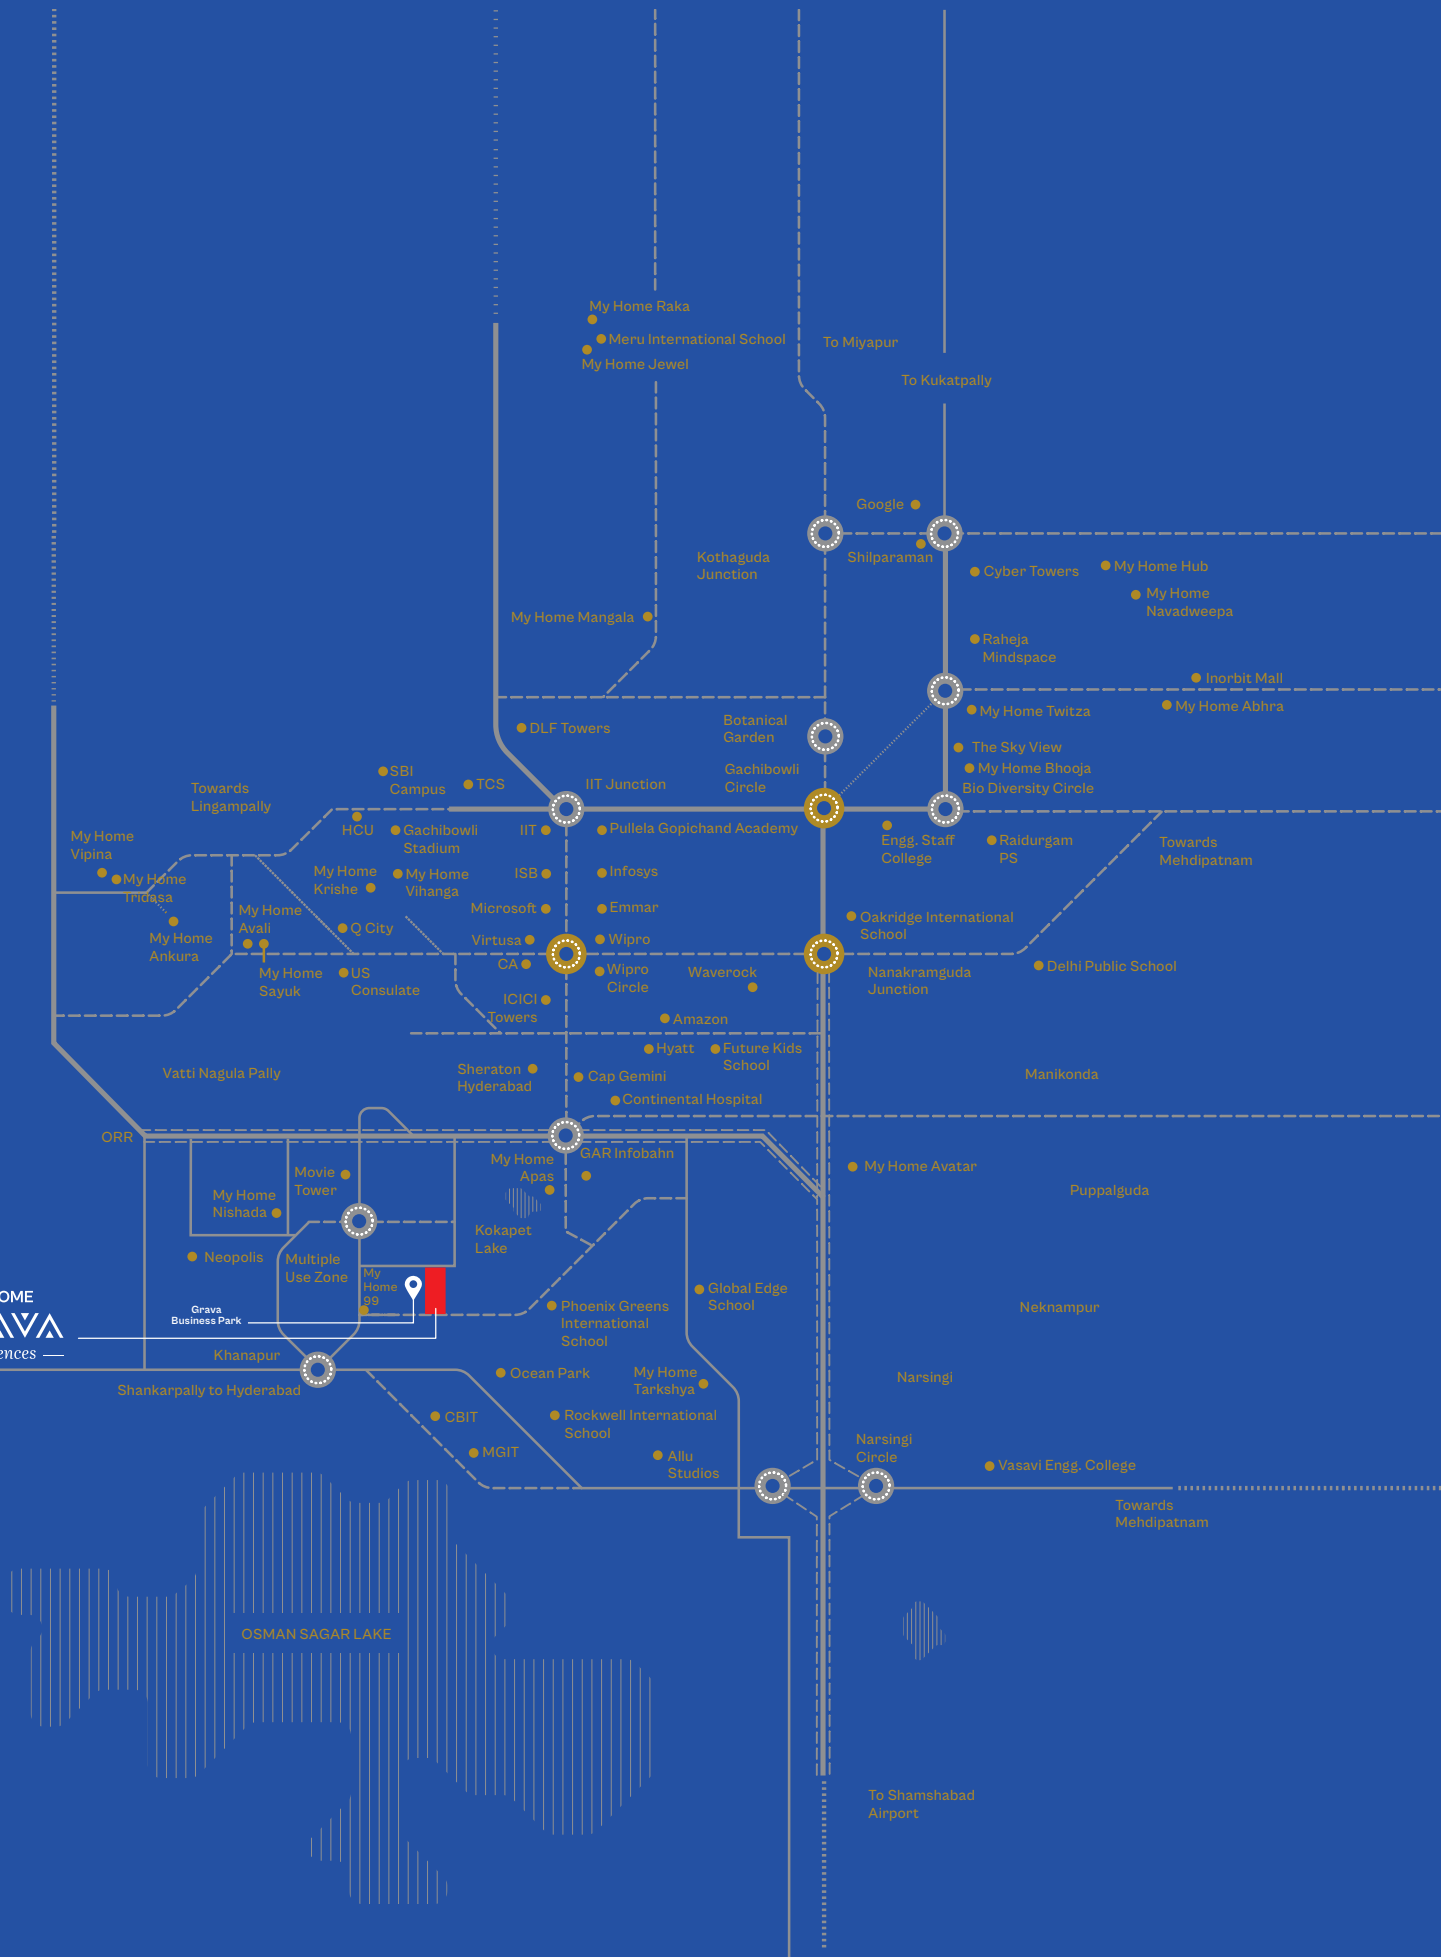 My Home Raka
Meru International School
My Home Jewel
To Miyapur
To Kukatpally
Google
Shilparaman
Kothaguda
Junction
Cyber Towers
My Home Hub
My Home
Navadweepa
My Home Mangala
Raheja
Mindspace
Inorbit Mall
My Home Twitza
My Home Abhra
DLF Towers
Botanical
Garden
The Sky View
My Home Bhooja
Gachibowli
Circle
Bio Diversity Circle
SBI
Campus
TCS
IIT Junction
Towards
Lingampally
HCU
Gachibowli
Stadium
IIT
Pullela Gopichand Academy
Engg. Staff
College
Raidurgam
PS
Towards
Mehdipatnam
My Home
Vipina
My Home
Tridasa
My Home
Krishe
My Home
Vihanga
ISB
Infosys
My Home
Avali
Microsoft
Emmar
Oakridge International
School
My Home
Ankura
Q City
Virtusa
Wipro
My Home
Sayuk
US
Consulate
CA
Wipro
Circle
Waverock
Nanakramguda
Junction
Delhi Public School
ICICI
Towers
Amazon
Hyatt
Future Kids
School
Vatti Nagula Pally
Sheraton
Hyderabad
Cap Gemini
Manikonda
Continental Hospital
ORR
GAR Infobahn
My Home
Apas
Movie
Tower
My Home
Nishada
My Home Avatar
Puppalguda
Kokapet
Lake
Neopolis
Multiple
Use Zone
My
Home
99
Global Edge
School
OME
AVA
ences
Grava
Business Park
Phoenix Greens
International
School
Neknampur
Khanapur
Shankarpally to Hyderabad
Ocean Park
My Home
Tarkshya
Narsingi
CBIT
Rockwell International
School
MGIT
Allu
Studios
Narsingi
Circle
Vasavi Engg. College
Towards
Mehdipatnam
OSMAN SAGAR LAKE
To Shamshabad
Airport